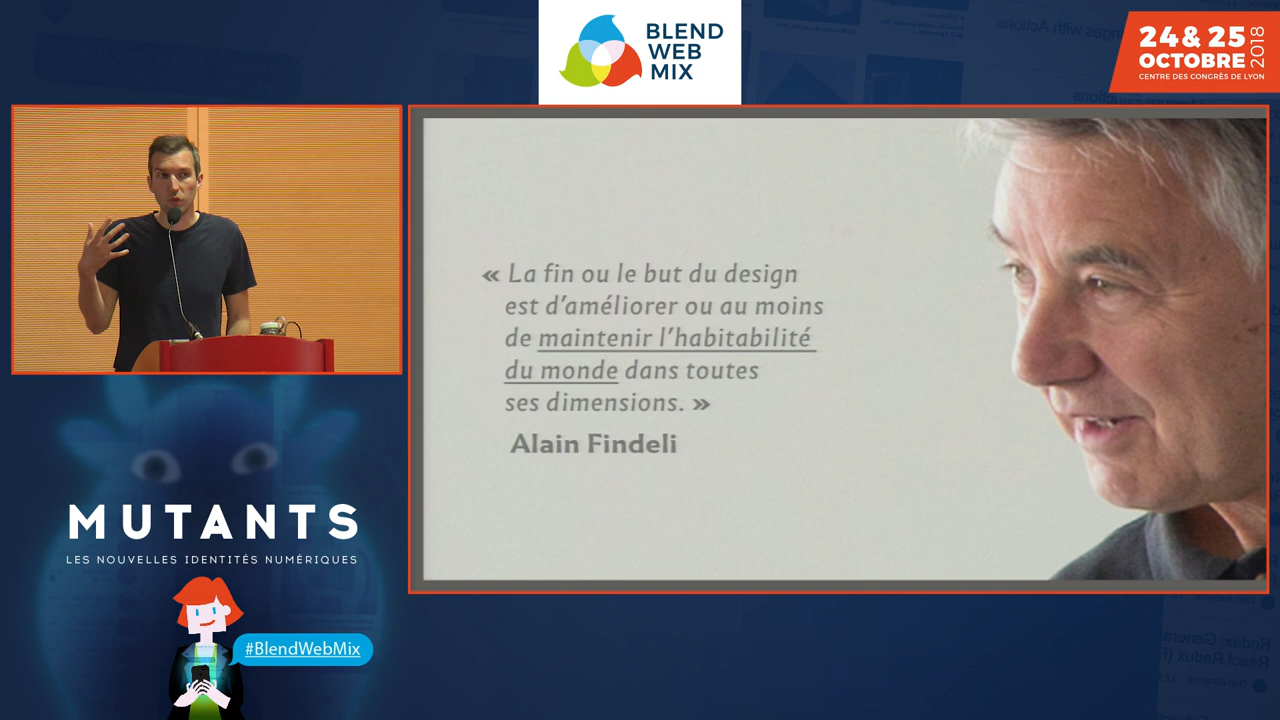 BLEND
WEB
MIX
24 & 25
OCTOBRE
2018
CENTRE DES CONGRÈS DE LYON
« La fin ou le but du design
est d’améliorer ou au moins
de maintenir l’habitabilité
du monde dans toutes
ses dimensions. »
Alain Findeli
MUTANTS
LES NOUVELLES IDENTITÉS NUMÉRIQUES
#BlendWebMix